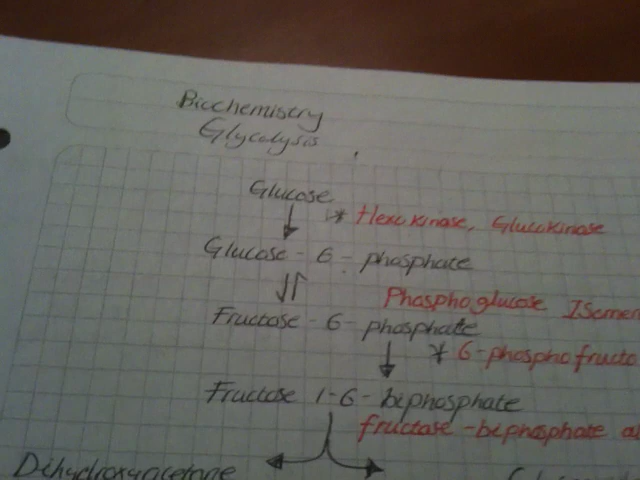 Biochemistry
Glycolysis
Glucose
* Hexokinase, Glucokinase
Glucose - 6 - phosphate
Phosphoglucose Isomer
Fructose - 6 - phosphate
* 6-phosphofructo
Fructose 1-6- biphosphate
fructose-biphosphate al
Dihydroxyacetone